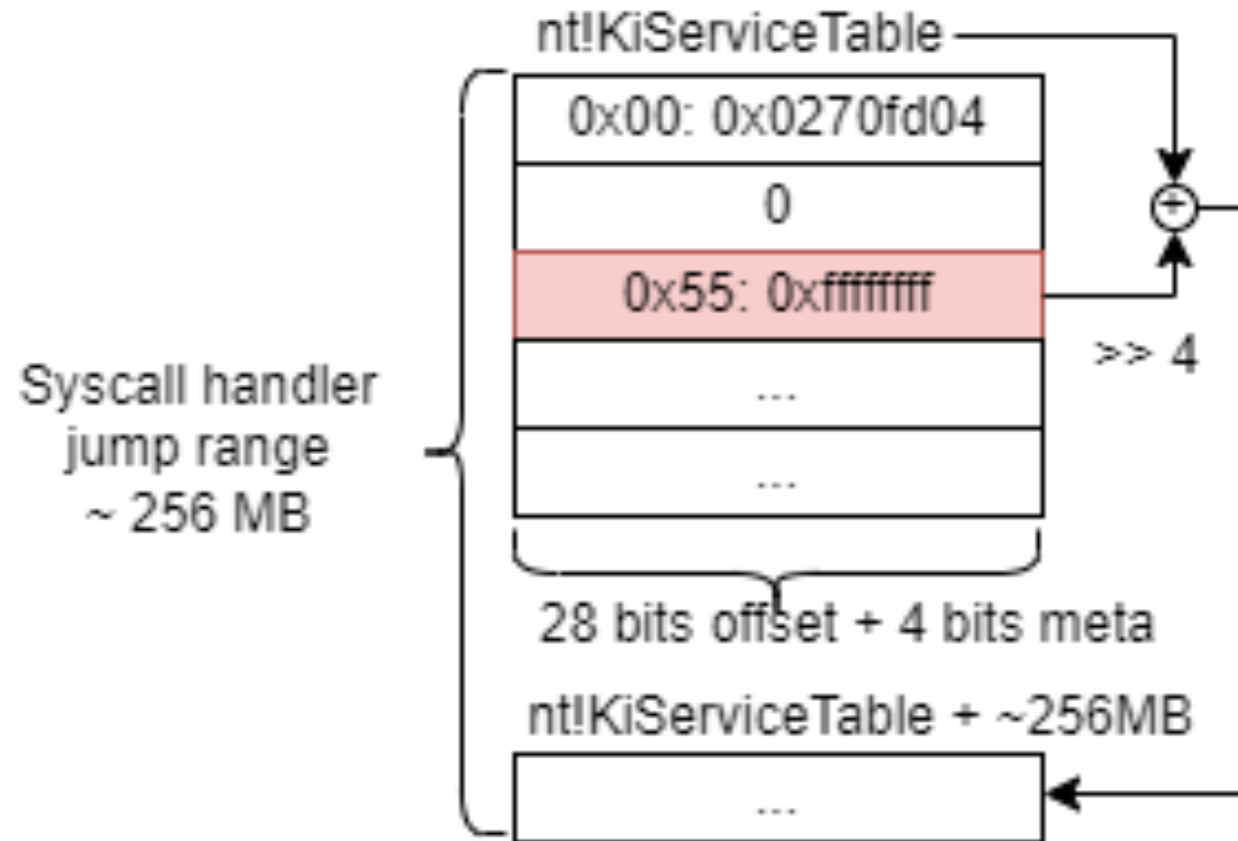 nt!KiServiceTable
0x00: 0x0270fd04
0
+
0x55: 0xffffffff
>> 4
...
...
Syscall handler
jump range
~ 256 MB
28 bits offset + 4 bits meta
nt!KiServiceTable + ~256MB
...